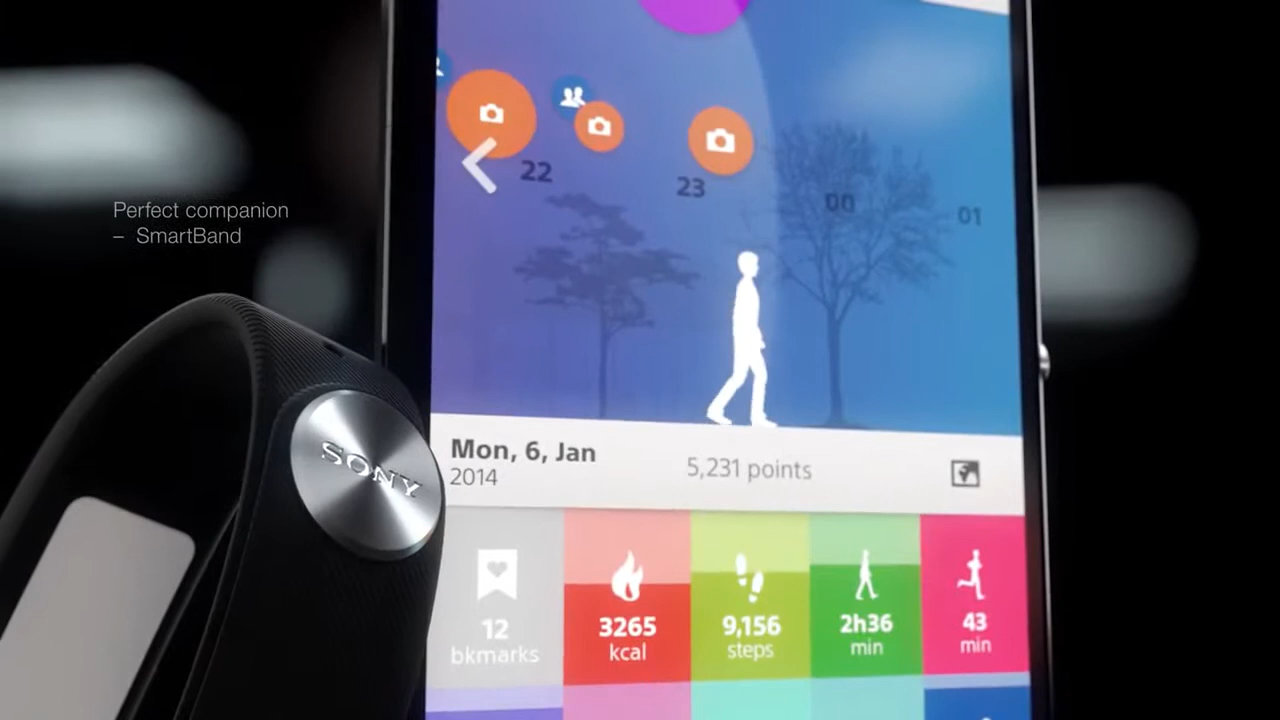 22
23
00
01
Perfect companion
– SmartBand
SONY
Mon, 6, Jan
2014
5,231 points
12
bkmarks
3265
kcal
9,156
steps
2h36
min
43
min